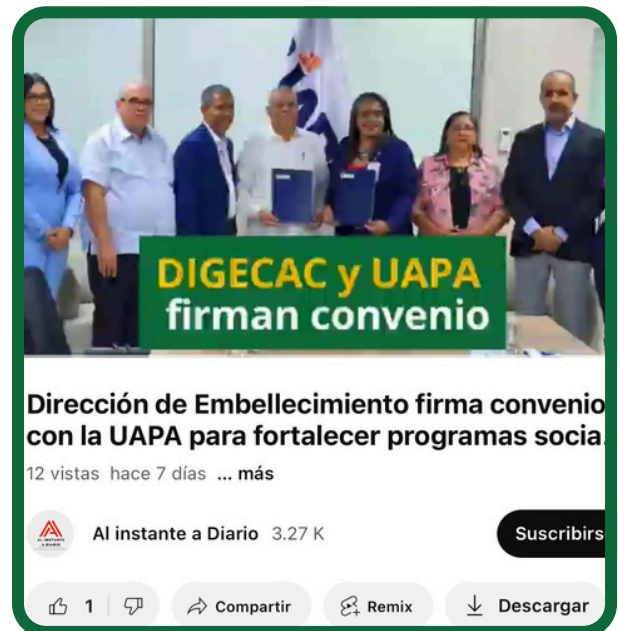 DIGECAC y UAPA
firman convenio
Dirección de Embellecimiento firma convenio
con la UAPA para fortalecer programas socia.
12 vistas hace 7 días ... más
Al instante a Diario 3.27 K
Suscribirs
1 Compartir Remix Descargar